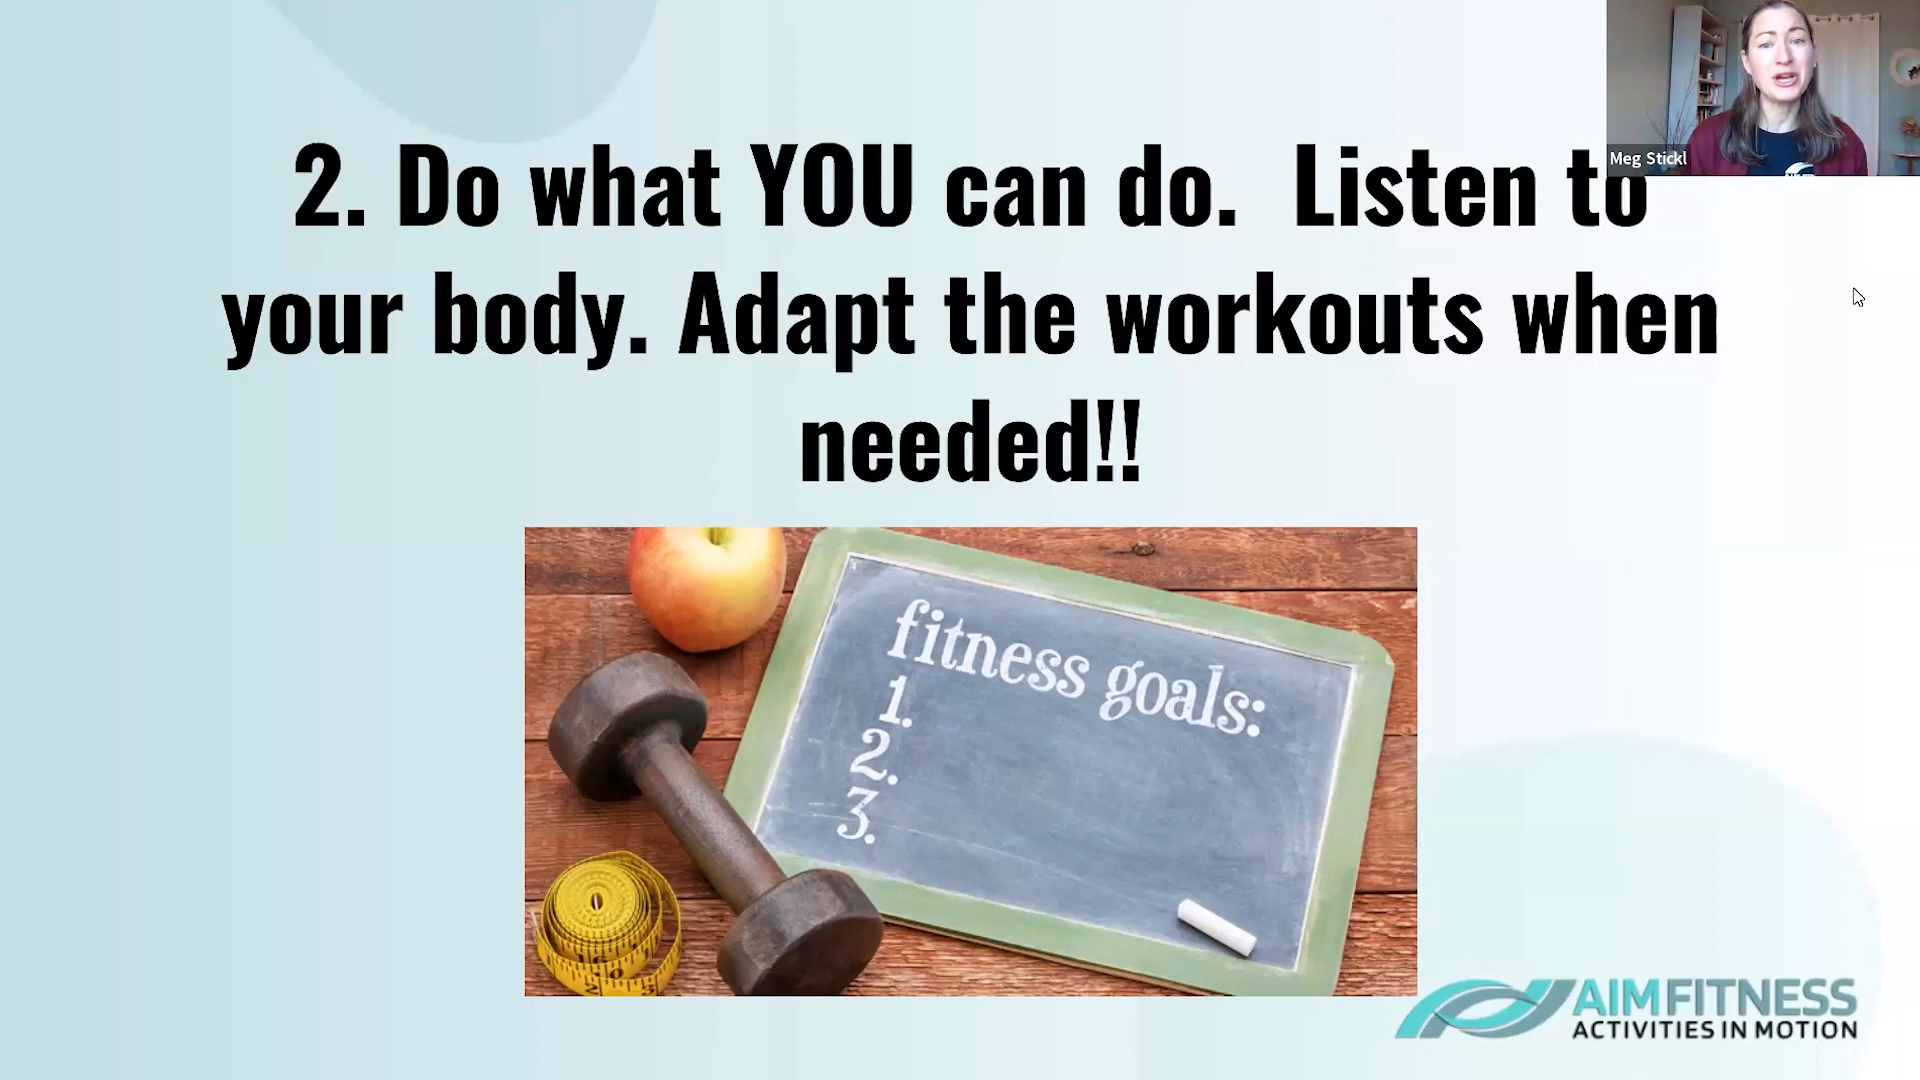 Meg Stickl
2. Do what YOU can do.  Listen to
your body. Adapt the workouts when
needed!!
fitness goals:
1.
2.
3.
AIMFITNESS
ACTIVITIES IN MOTION